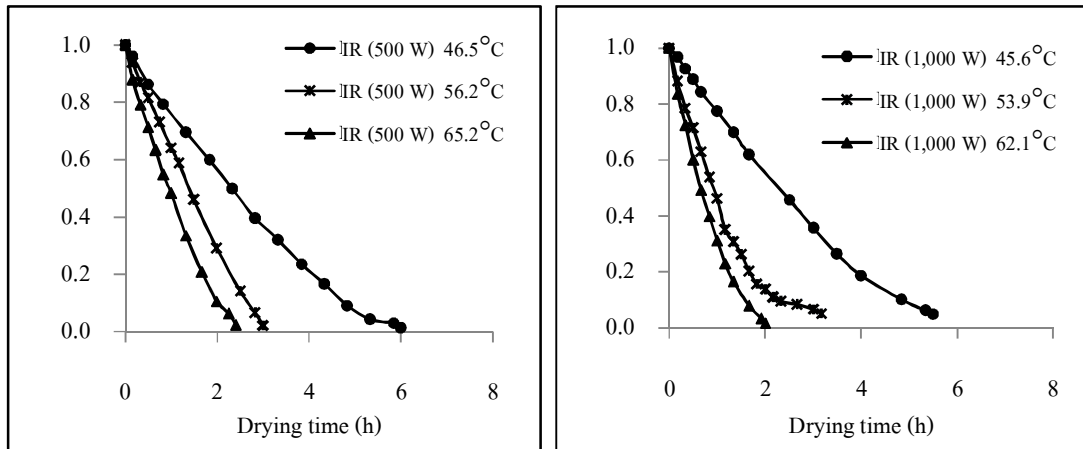 IR (500 W) 46.5°C
IR (500 W) 56.2°C
IR (500 W) 65.2°C
1.0
0.8
0.6
0.4
0.2
0.0
0 2 4 6 8
Drying time (h)
IR (1,000 W) 45.6°C
IR (1,000 W) 53.9°C
IR (1,000 W) 62.1°C
1.0
0.8
0.6
0.4
0.2
0.0
0 2 4 6 8
Drying time (h)